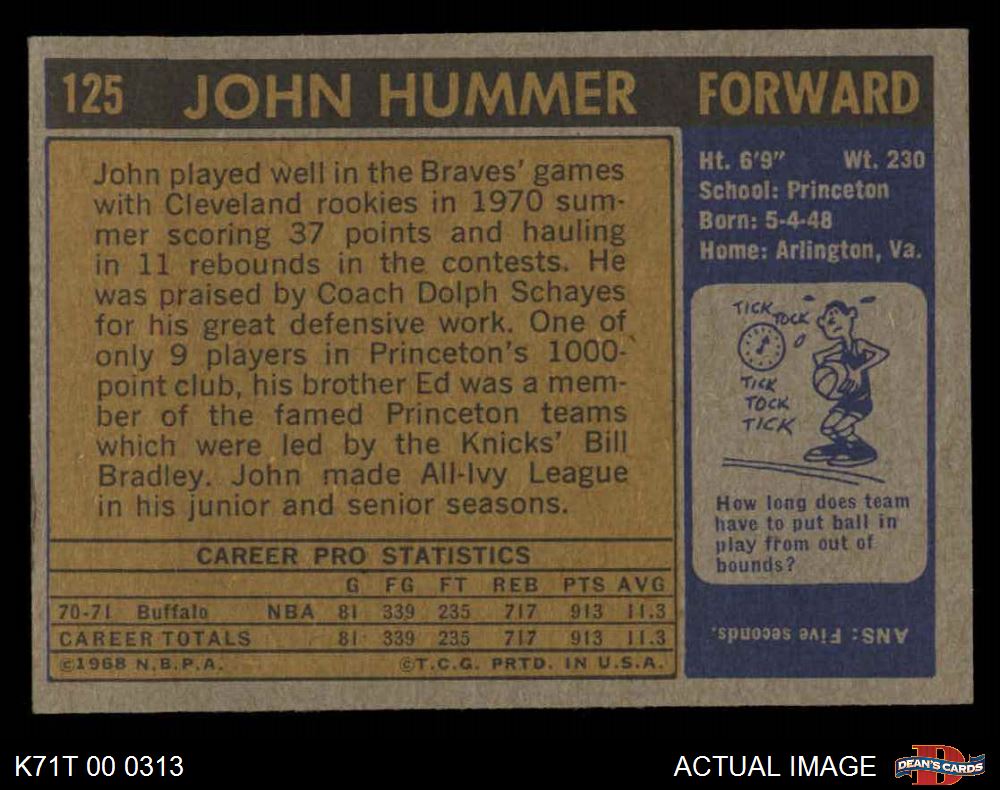 125 JOHN HUMMER FORWARD
John played well in the Braves' games
with Cleveland rookies in 1970 sum-
mer scoring 37 points and hauling
in 11 rebounds in the contests. He
was praised by Coach Dolph Schayes
for his great defensive work. One of
only 9 players in Princeton's 1000-
point club, his brother Ed was a mem-
ber of the famed Princeton teams
which were led by the Knicks' Bill
Bradley. John made All-Ivy League
in his junior and senior seasons.
CAREER PRO STATISTICS
G FG FT REB PTS AVG
70-71 Buffalo NBA 81 339 235 717 913 11.3
CAREER TOTALS 81 339 235 717 913 11.3
©1968 N.B.P.A. ©T.C.G. PRTD. IN U.S.A.
Ht. 6'9" Wt. 230
School: Princeton
Born: 5-4-48
Home: Arlington, Va.
TICK
TOCK
TICK
TOCK
TICK
How long does team
have to put ball in
play from out of
bounds?
ANS: Five seconds.
K71T 00 0313
ACTUAL IMAGE
DEAN'S CARDS